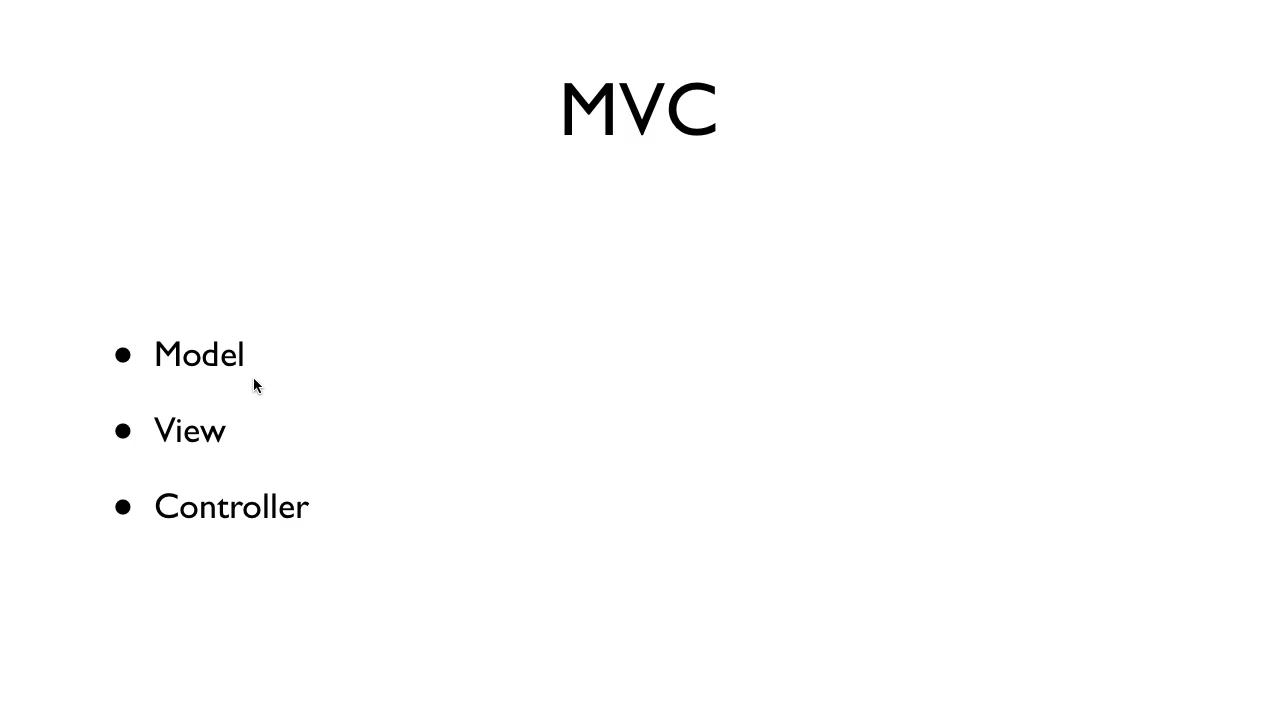 MVC
• Model
• View
• Controller